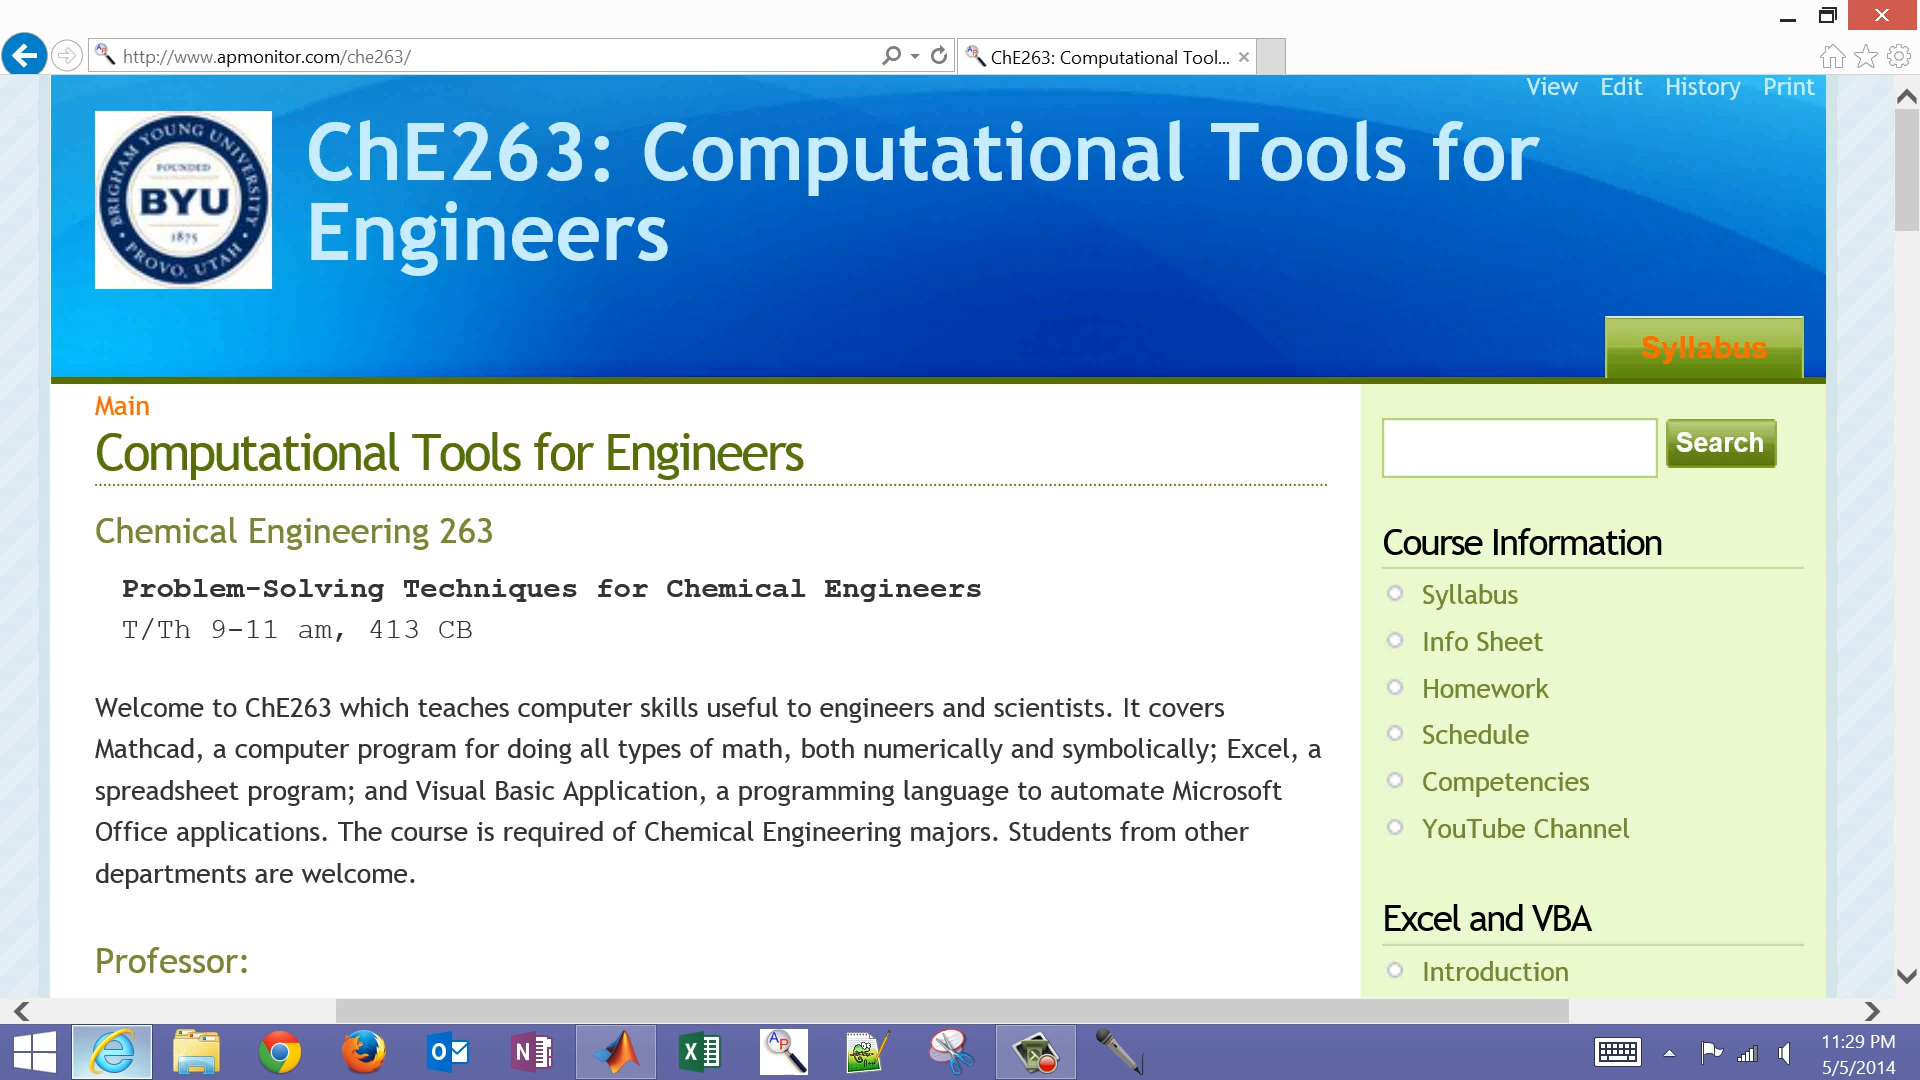 http://www.apmonitor.com/che263/
ChE263: Computational Tool...
View Edit History Print
BRIGHAM YOUNG UNIVERSITY
FOUNDED
BYU
1875
PROVO, UTAH
ChE263: Computational Tools for
Engineers
Syllabus
Main
Computational Tools for Engineers
Chemical Engineering 263
Problem-Solving Techniques for Chemical Engineers
T/Th 9-11 am, 413 CB
Welcome to ChE263 which teaches computer skills useful to engineers and scientists. It covers
Mathcad, a computer program for doing all types of math, both numerically and symbolically; Excel, a
spreadsheet program; and Visual Basic Application, a programming language to automate Microsoft
Office applications. The course is required of Chemical Engineering majors. Students from other
departments are welcome.
Professor:
Search
Course Information
Syllabus
Info Sheet
Homework
Schedule
Competencies
YouTube Channel
Excel and VBA
Introduction
AP
11:29 PM
5/5/2014